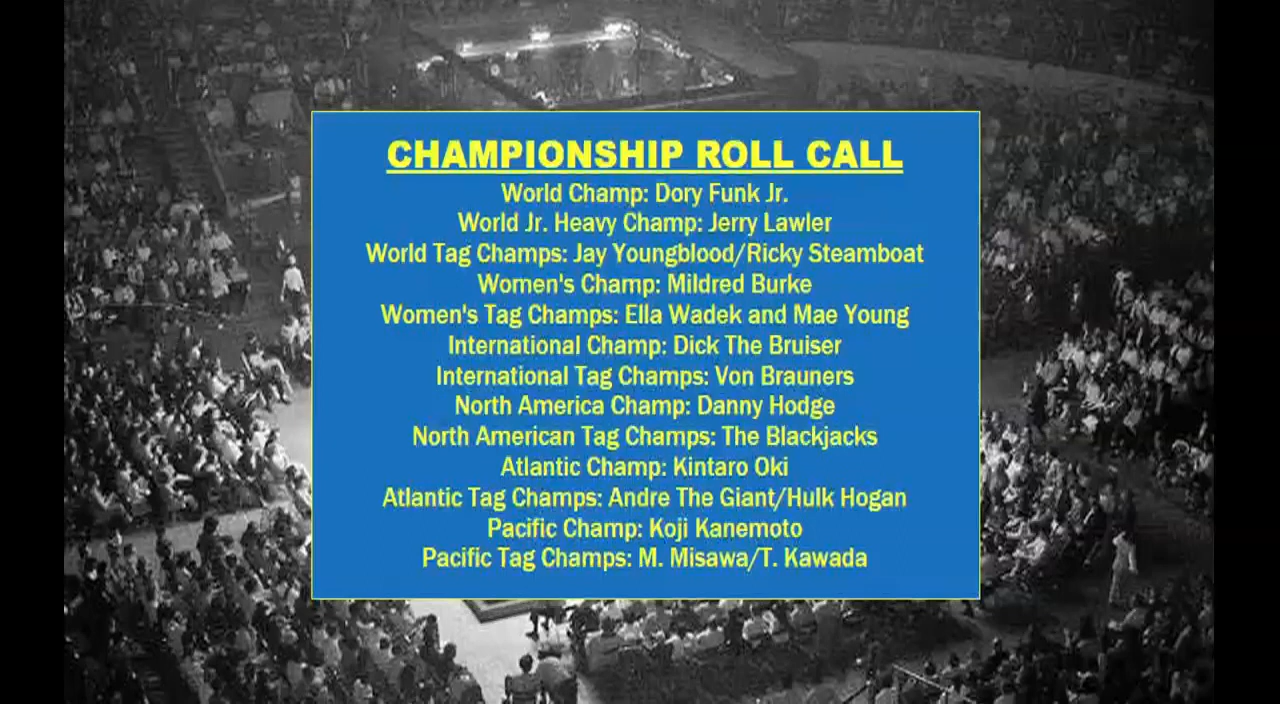 CHAMPIONSHIP ROLL CALL
World Champ: Dory Funk Jr.
World Jr. Heavy Champ: Jerry Lawler
World Tag Champs: Jay Youngblood/Ricky Steamboat
Women's Champ: Mildred Burke
Women's Tag Champs: Ella Wadek and Mae Young
International Champ: Dick The Bruiser
International Tag Champs: Von Brauners
North America Champ: Danny Hodge
North American Tag Champs: The Blackjacks
Atlantic Champ: Kintaro Oki
Atlantic Tag Champs: Andre The Giant/Hulk Hogan
Pacific Champ: Koji Kanemoto
Pacific Tag Champs: M. Misawa/T. Kawada